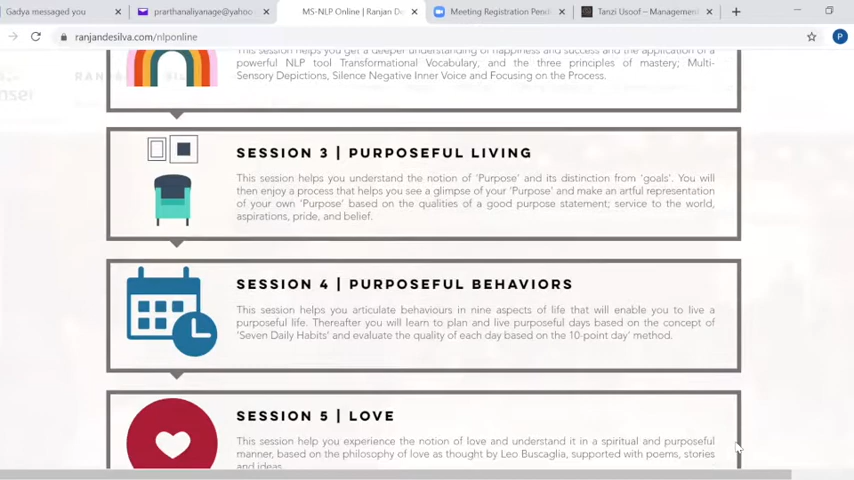 Gadya messaged you
prarthanaliyanage@yahoo
MS-NLP Online | Ranjan De
Meeting Registration Pend
Tanzi Usoof – Management
ranjandesilva.com/nlponline
P
This session helps you get a deeper understanding of happiness and success and the application of a
powerful NLP tool Transformational Vocabulary, and the three principles of mastery; Multi-
Sensory Depictions, Silence Negative Inner Voice and Focusing on the Process.
SESSION 3 | PURPOSEFUL LIVING
This session helps you understand the notion of 'Purpose' and its distinction from 'goals'. You will
then enjoy a process that helps you see a glimpse of your 'Purpose' and make an artful representation
of your own 'Purpose' based on the qualities of a good purpose statement; service to the world,
aspirations, pride, and belief.
SESSION 4 | PURPOSEFUL BEHAVIORS
This session helps you articulate behaviours in nine aspects of life that will enable you to live a
purposeful life. Thereafter you will learn to plan and live purposeful days based on the concept of
'Seven Daily Habits' and evaluate the quality of each day based on the 10-point day' method.
SESSION 5 | LOVE
This session help you experience the notion of love and understand it in a spritual and purposeful
manner, based on the philosophy of love as thought by Leo Buscaglia, supported with poems, stories
and ideas.